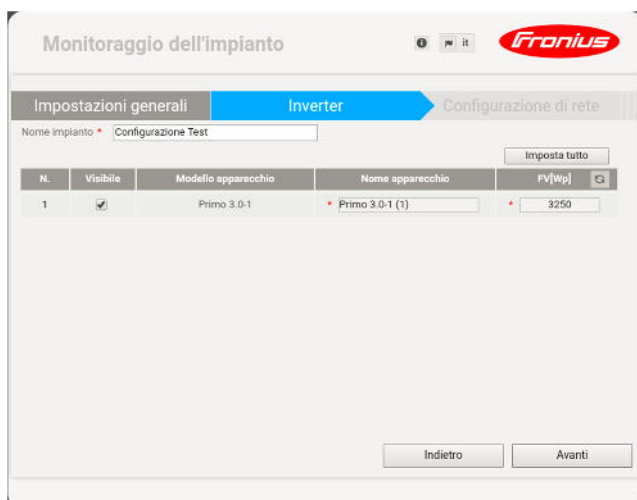 Monitoraggio dell'impianto
it
Fronius
Impostazioni generali Inverter Configurazione di rete
Nome impianto * Configurazione Test
Imposta tutto
N. Visibile Modello apparecchio Nome apparecchio FV[Wp]
1 Primo 3.0-1 * Primo 3.0-1 (1) * 3250
Indietro Avanti